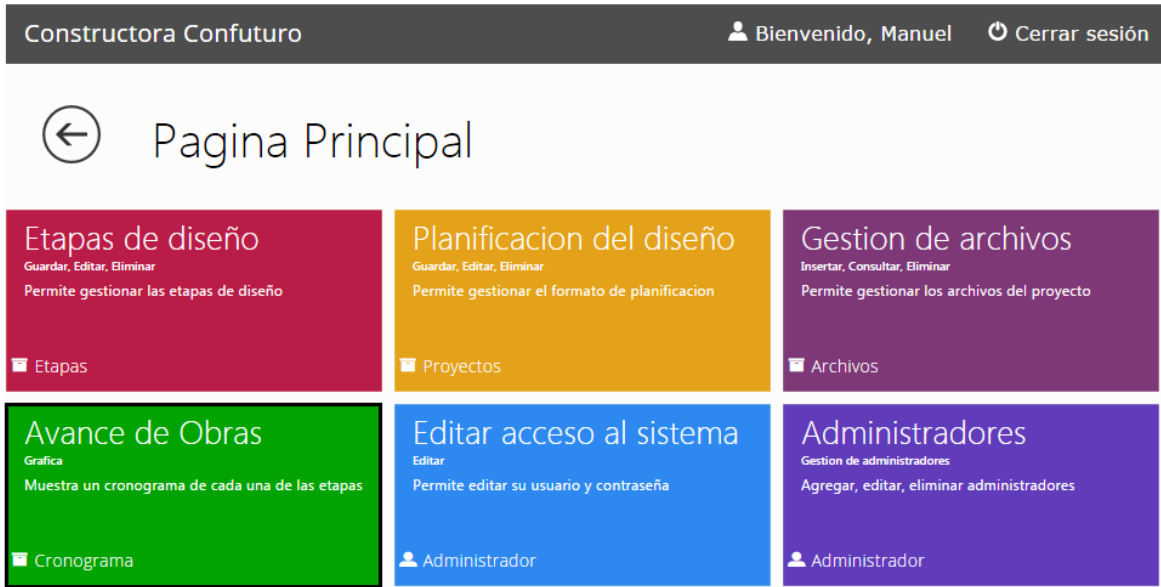 Constructora Confuturo
Bienvenido, Manuel
Cerrar sesión
Pagina Principal
Etapas de diseño
Guardar, Editar, Eliminar
Permite gestionar las etapas de diseño
Etapas
Planificacion del diseño
Guardar, Editar, Eliminar
Permite gestionar el formato de planificacion
Proyectos
Gestion de archivos
Insertar, Consultar, Eliminar
Permite gestionar los archivos del proyecto
Archivos
Avance de Obras
Grafica
Muestra un cronograma de cada una de las etapas
Cronograma
Editar acceso al sistema
Editar
Permite editar su usuario y contraseña
Administrador
Administradores
Gestion de administradores
Agregar, editar, eliminar administradores
Administrador